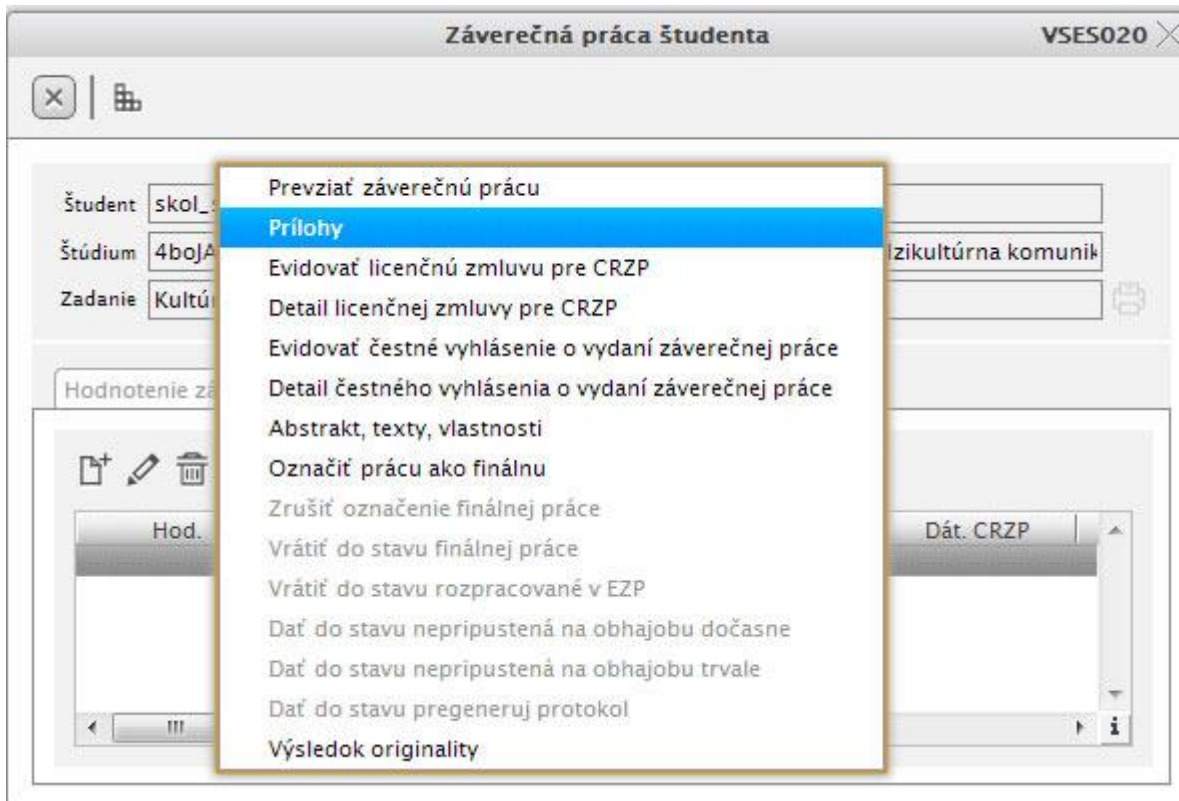 Záverečná práca študenta VSES020
Študent skol_s
Štúdium 4boJA
Zadanie Kultú
zikultúrna komunik
Hodnotenie zá
Prevziať záverečnú prácu
Prílohy
Evidovať licenčnú zmluvu pre CRZP
Detail licenčnej zmluvy pre CRZP
Evidovať čestné vyhlásenie o vydaní záverečnej práce
Detail čestného vyhlásenia o vydaní záverečnej práce
Abstrakt, texty, vlastnosti
Označiť prácu ako finálnu
Zrušiť označenie finálnej práce
Vrátiť do stavu finálnej práce
Vrátiť do stavu rozpracované v EZP
Dať do stavu nepripustená na obhajobu dočasne
Dať do stavu nepripustená na obhajobu trvale
Dať do stavu pregeneruj protokol
Výsledok originality
Hod. Dát. CRZP